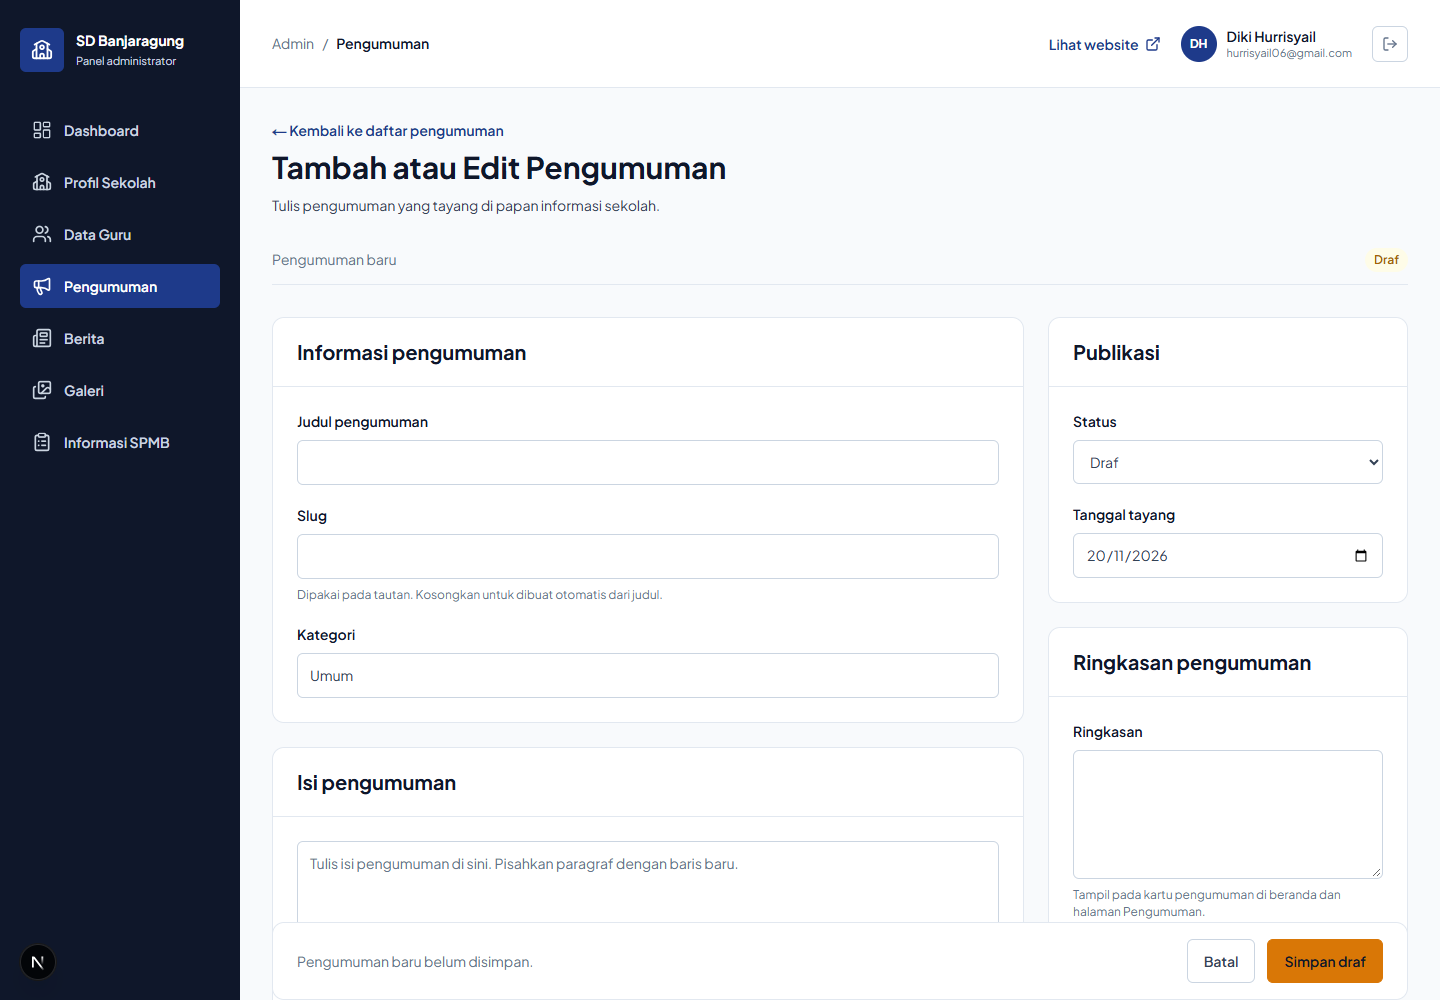 SD Banjaragung
Panel administrator
Dashboard
Profil Sekolah
Data Guru
Pengumuman
Berita
Galeri
Informasi SPMB
N
Admin / Pengumuman
Lihat website
DH
Diki Hurrisyail
hurrisyail06@gmail.com
← Kembali ke daftar pengumuman
Tambah atau Edit Pengumuman
Tulis pengumuman yang tayang di papan informasi sekolah.
Pengumuman baru
Draf
Informasi pengumuman
Judul pengumuman
Slug
Dipakai pada tautan. Kosongkan untuk dibuat otomatis dari judul.
Kategori
Umum
Isi pengumuman
Tulis isi pengumuman di sini. Pisahkan paragraf dengan baris baru.
Publikasi
Status
Draf
Tanggal tayang
20/11/2026
Ringkasan pengumuman
Ringkasan
Tampil pada kartu pengumuman di beranda dan
halaman Pengumuman.
Pengumuman baru belum disimpan.
Batal
Simpan draf